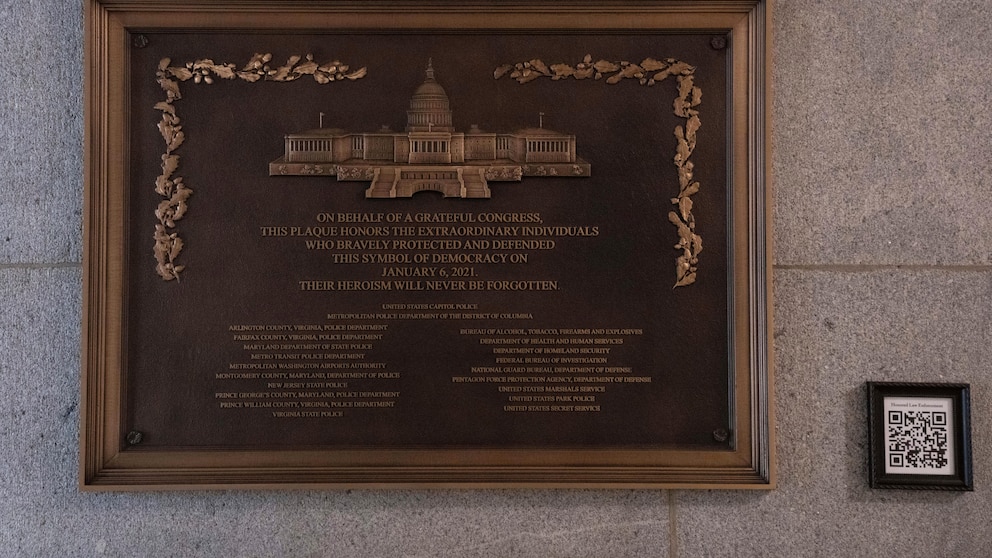 ON BEHALF OF A GRATEFUL CONGRESS,
THIS PLAQUE HONORS THE EXTRAORDINARY INDIVIDUALS
WHO BRAVELY PROTECTED AND DEFENDED
THIS SYMBOL OF DEMOCRACY ON
JANUARY 6, 2021.
THEIR HEROISM WILL NEVER BE FORGOTTEN.
UNITED STATES CAPITOL POLICE
METROPOLITAN POLICE DEPARTMENT OF THE DISTRICT OF COLUMBIA
ARLINGTON COUNTY, VIRGINIA, POLICE DEPARTMENT
FAIRFAX COUNTY, VIRGINIA, POLICE DEPARTMENT
MARYLAND DEPARTMENT OF STATE POLICE
METRO TRANSIT POLICE DEPARTMENT
METROPOLITAN WASHINGTON AIRPORTS AUTHORITY
MONTGOMERY COUNTY, MARYLAND, DEPARTMENT OF POLICE
NEW JERSEY STATE POLICE
PRINCE GEORGE'S COUNTY, MARYLAND, POLICE DEPARTMENT
PRINCE WILLIAM COUNTY, VIRGINIA, POLICE DEPARTMENT
VIRGINIA STATE POLICE
BUREAU OF ALCOHOL, TOBACCO, FIREARMS AND EXPLOSIVES
DEPARTMENT OF HEALTH AND HUMAN SERVICES
DEPARTMENT OF HOMELAND SECURITY
FEDERAL BUREAU OF INVESTIGATION
NATIONAL GUARD BUREAU, DEPARTMENT OF DEFENSE
PENTAGON FORCE PROTECTION AGENCY, DEPARTMENT OF DEFENSE
UNITED STATES MARSHALS SERVICE
UNITED STATES PARK POLICE
UNITED STATES SECRET SERVICE
Honored Law Enforcement